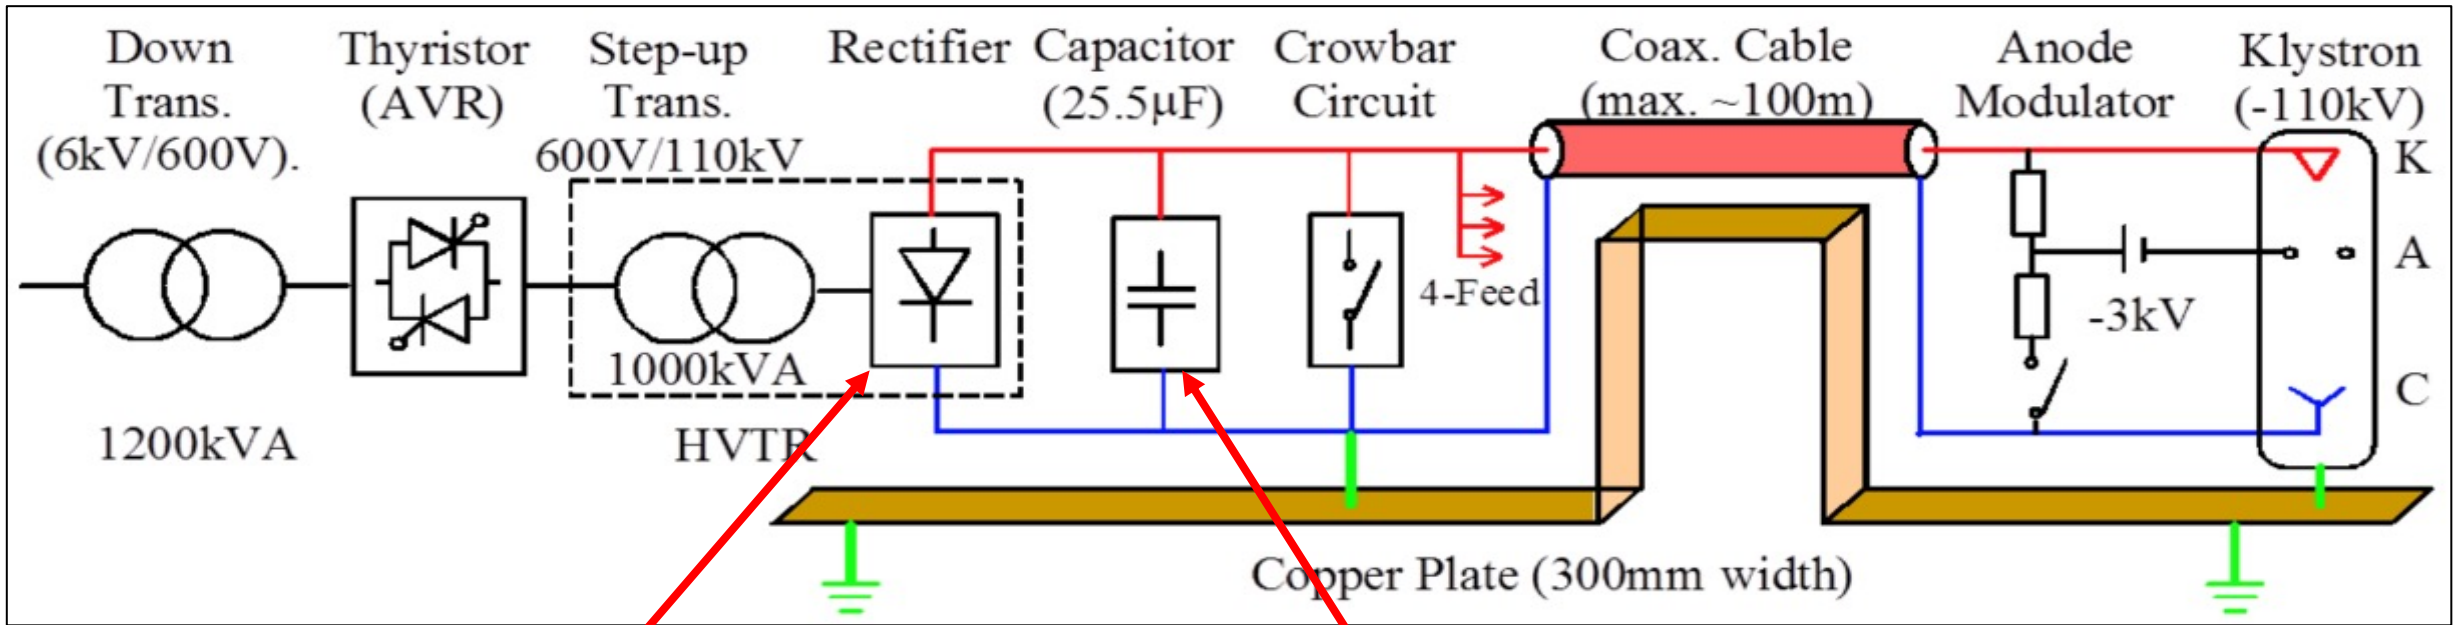 Down
Trans.
(6kV/600V).
Thyristor
(AVR)
Step-up
Trans.
600V/110kV
Rectifier
Capacitor
(25.5μF)
Crowbar
Circuit
Coax. Cable
(max. ~100m)
Anode
Modulator
Klystron
(-110kV)
K
A
C
4-Feed
-3kV
1000kVA
1200kVA
HVTR
Copper Plate (300mm width)